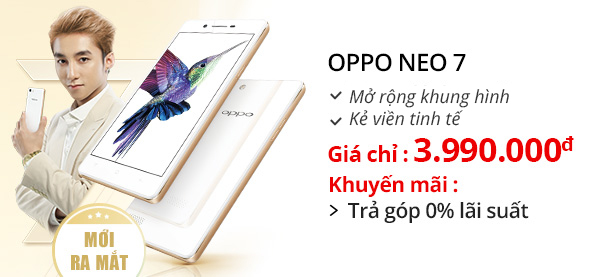 OPPO NEO 7
Mở rộng khung hình
Kẻ viền tinh tế
Giá chỉ : 3.990.000đ
Khuyến mãi :
> Trả góp 0% lãi suất
oppo
MỚI
RA MẮT